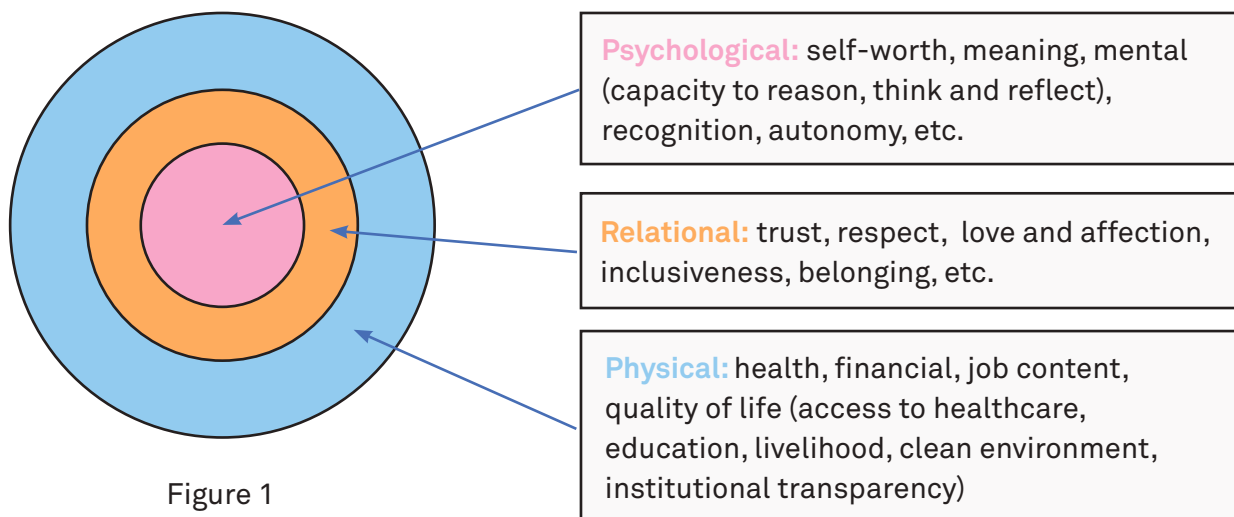 Psychological: self-worth, meaning, mental
(capacity to reason, think and reflect),
recognition, autonomy, etc.
Relational: trust, respect, love and affection,
inclusiveness, belonging, etc.
Physical: health, financial, job content,
quality of life (access to healthcare,
education, livelihood, clean environment,
institutional transparency)
Figure 1